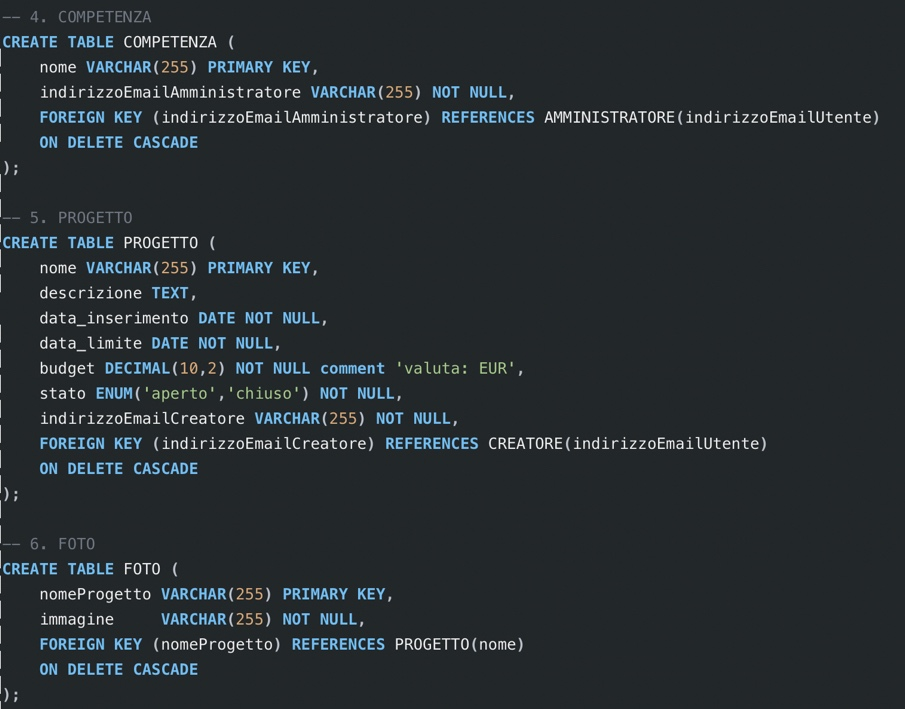 -- 4. COMPETENZA
CREATE TABLE COMPETENZA (
    nome VARCHAR(255) PRIMARY KEY,
    indirizzoEmailAmministratore VARCHAR(255) NOT NULL,
    FOREIGN KEY (indirizzoEmailAmministratore) REFERENCES AMMINISTRATORE(indirizzoEmailUtente)
    ON DELETE CASCADE
);

-- 5. PROGETTO
CREATE TABLE PROGETTO (
    nome VARCHAR(255) PRIMARY KEY,
    descrizione TEXT,
    data_inserimento DATE NOT NULL,
    data_limite DATE NOT NULL,
    budget DECIMAL(10,2) NOT NULL comment 'valuta: EUR',
    stato ENUM('aperto','chiuso') NOT NULL,
    indirizzoEmailCreatore VARCHAR(255) NOT NULL,
    FOREIGN KEY (indirizzoEmailCreatore) REFERENCES CREATORE(indirizzoEmailUtente)
    ON DELETE CASCADE
);

-- 6. FOTO
CREATE TABLE FOTO (
    nomeProgetto VARCHAR(255) PRIMARY KEY,
    immagine     VARCHAR(255) NOT NULL,
    FOREIGN KEY (nomeProgetto) REFERENCES PROGETTO(nome)
    ON DELETE CASCADE
);